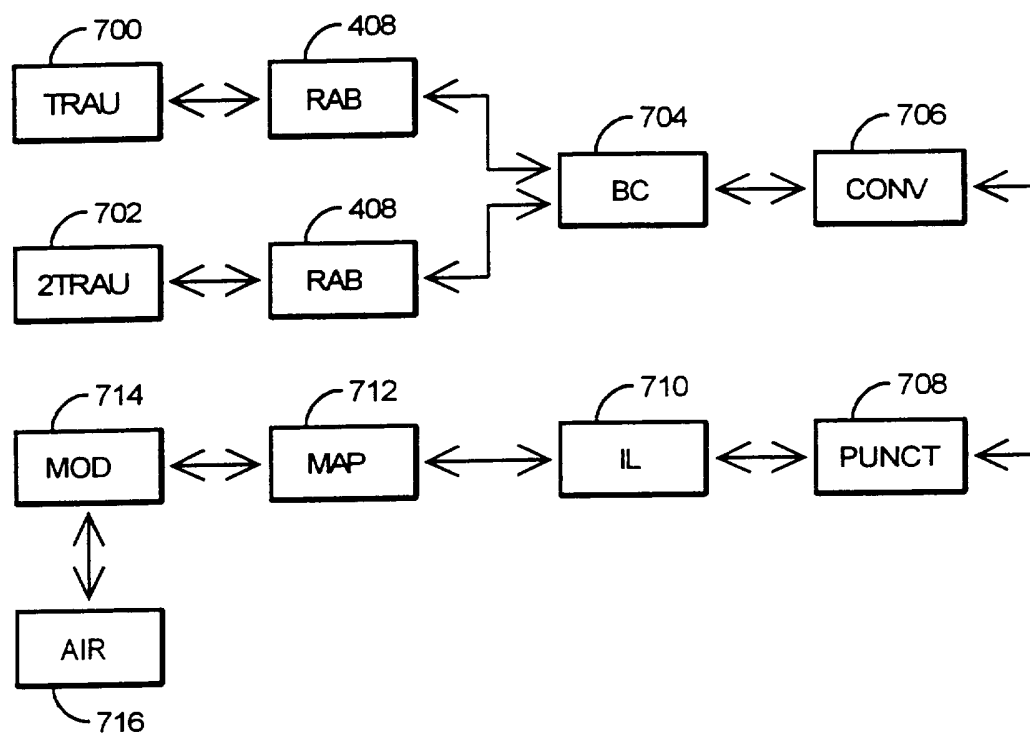 700
408
TRAU
RAB
704
706
BC
CONV
702
408
2TRAU
RAB
714
712
710
708
MOD
MAP
IL
PUNCT
AIR
716